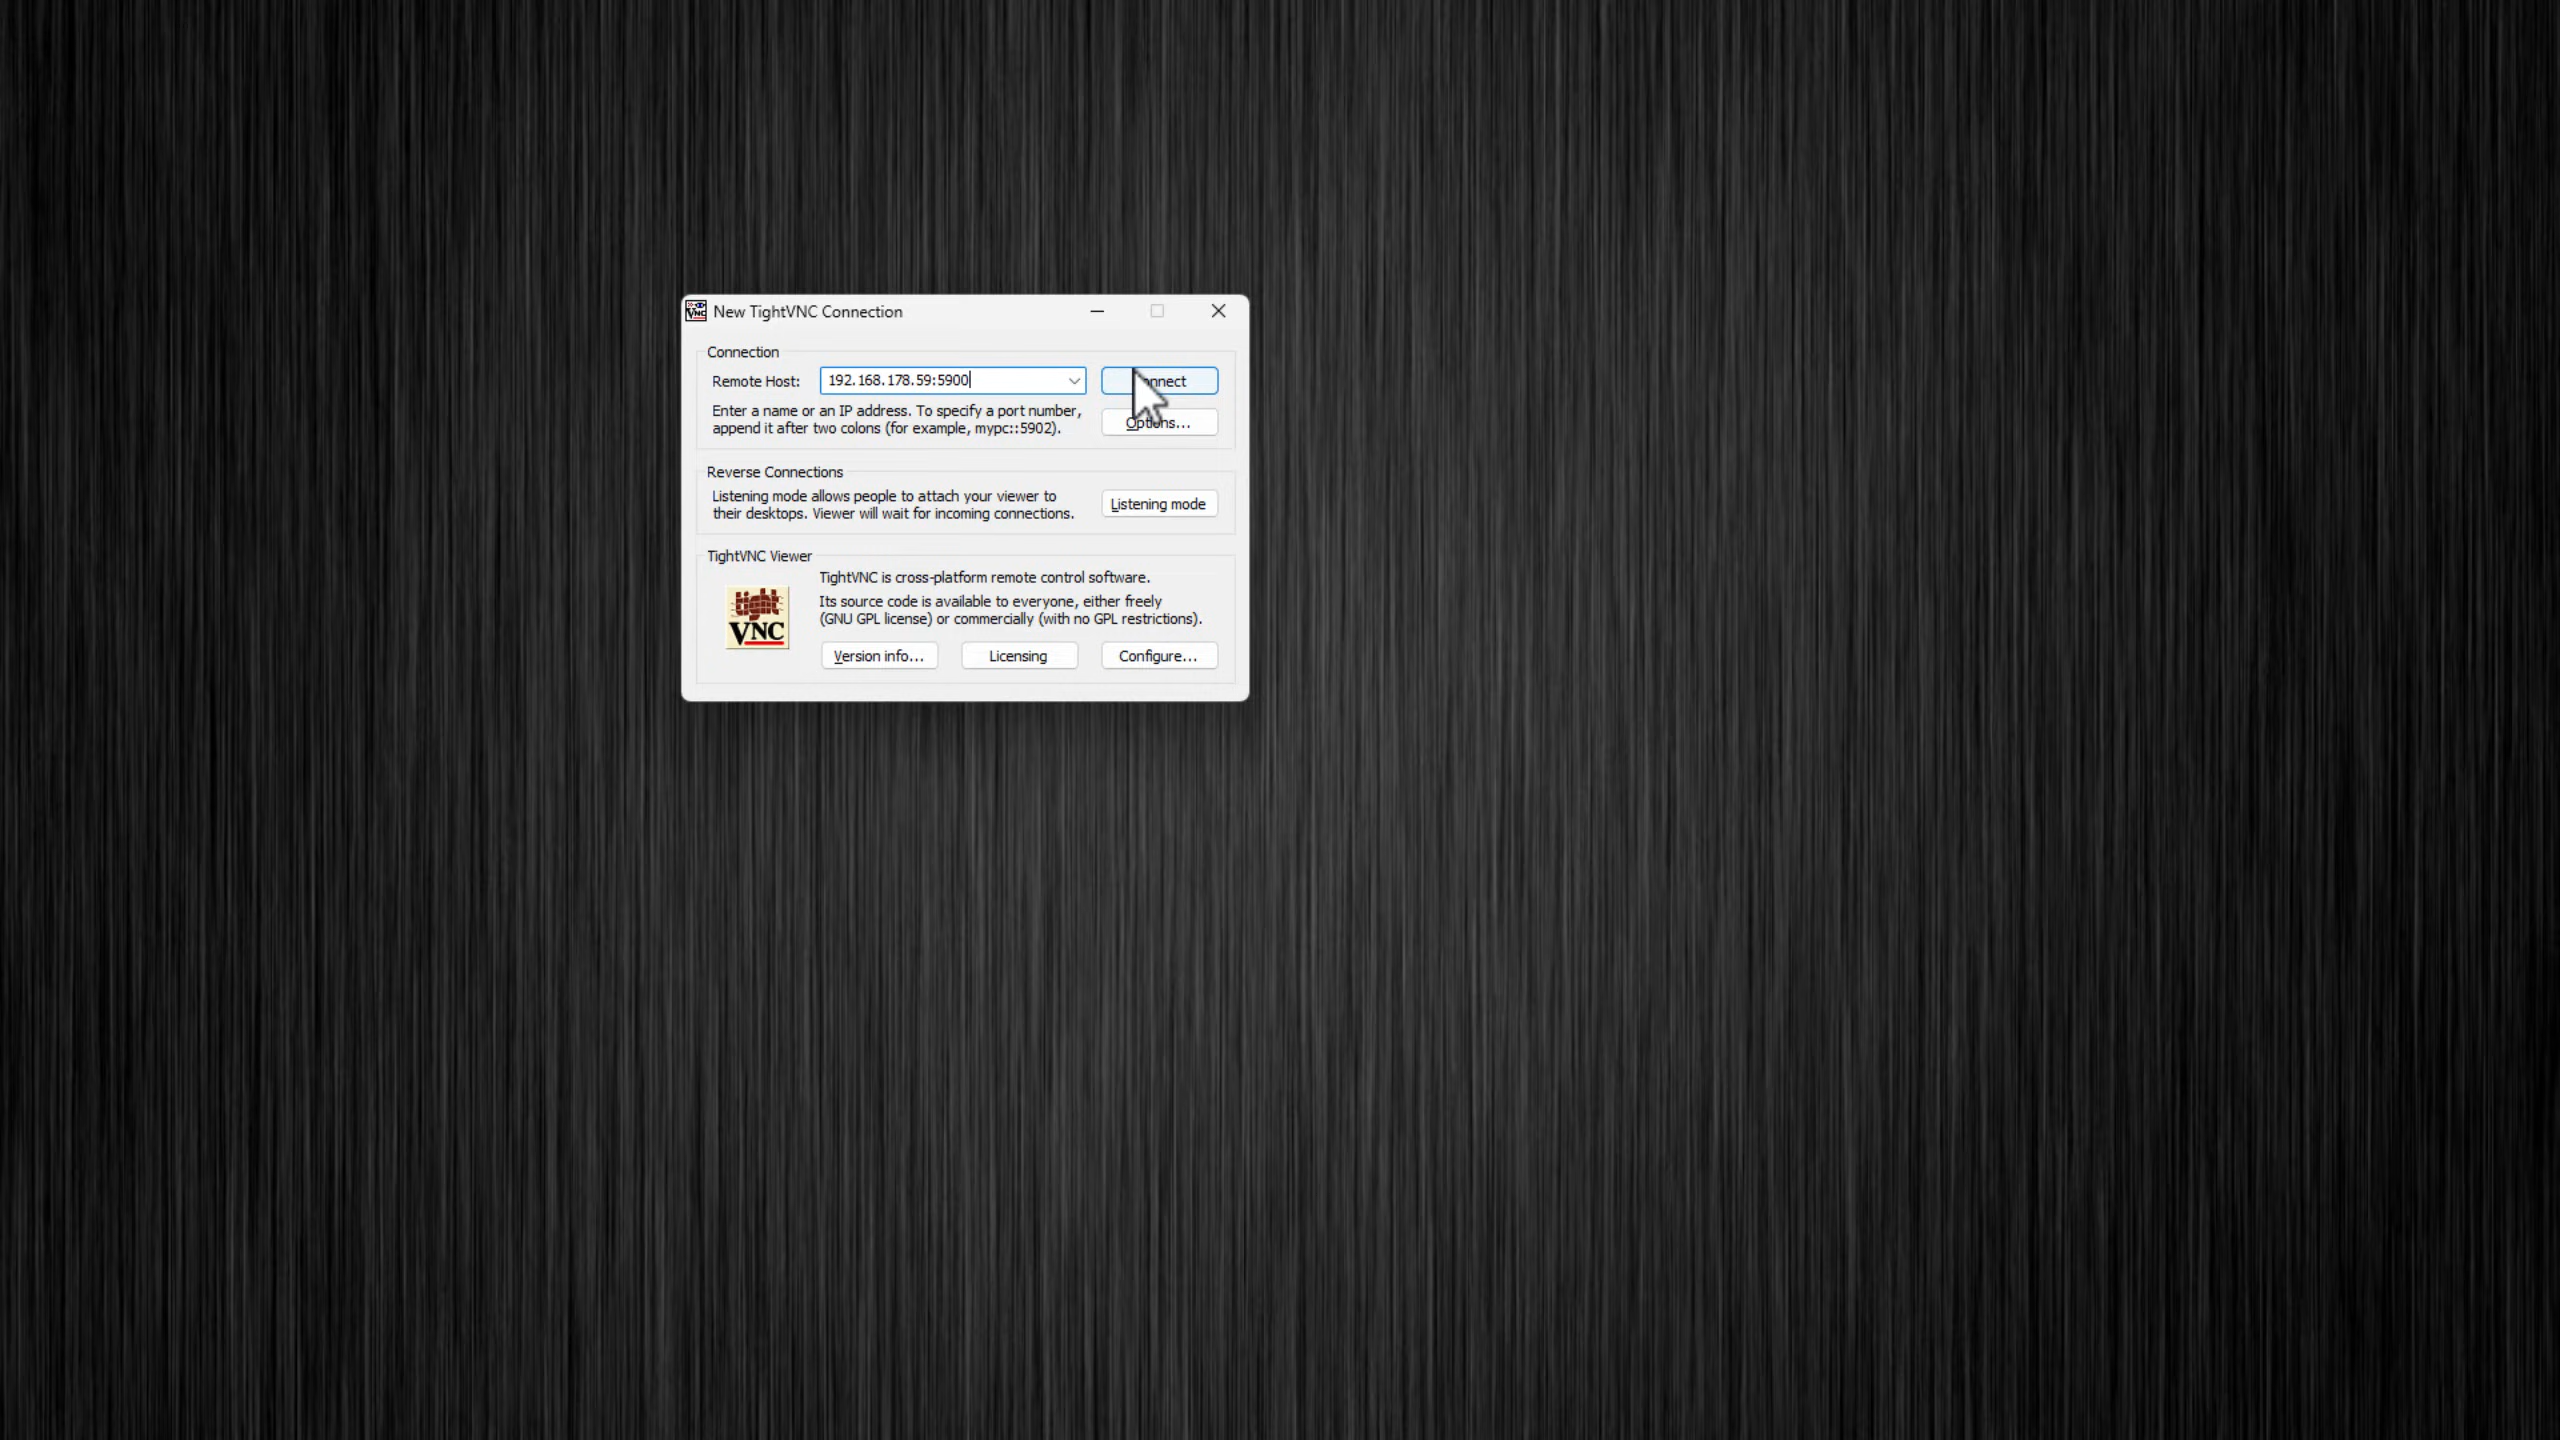 New TightVNC Connection
Connection
Remote Host: 192.168.178.59:5900
Enter a name or an IP address. To specify a port number,
append it after two colons (for example, mypc::5902).
Options...
Reverse Connections
Listening mode allows people to attach your viewer to
their desktops. Viewer will wait for incoming connections.
Listening mode
TightVNC Viewer
tight
VNC
TightVNC is cross-platform remote control software.
Its source code is available to everyone, either freely
(GNU GPL license) or commercially (with no GPL restrictions).
Version info... Licensing Configure...